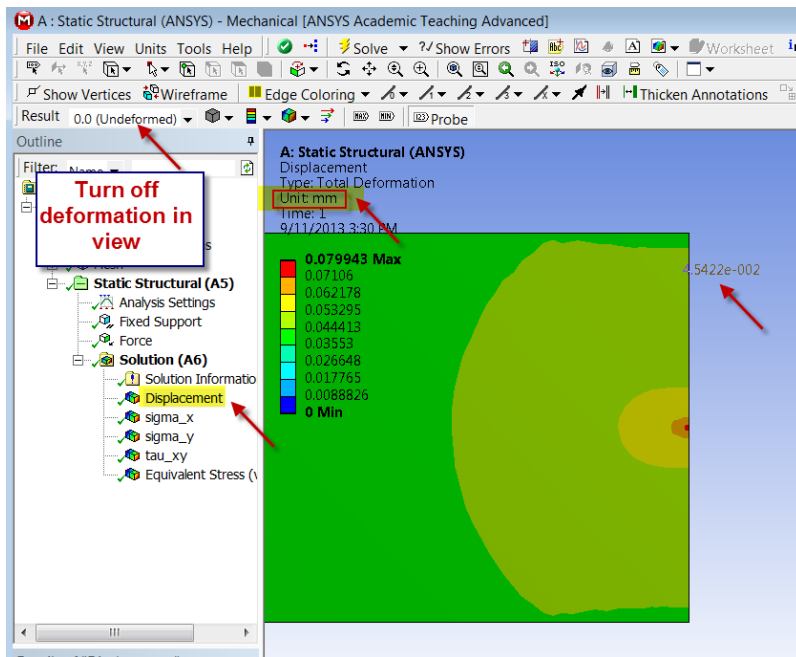 A : Static Structural (ANSYS) - Mechanical [ANSYS Academic Teaching Advanced]
File Edit View Units Tools Help Solve ?/ Show Errors Worksheet
Show Vertices Wireframe Edge Coloring Thicken Annotations
Result 0.0 (Undeformed) MAX MIN Probe
Outline
Filter: Name
Turn off
deformation in
view
Static Structural (A5)
Analysis Settings
Fixed Support
Force
Solution (A6)
Solution Informatio
Displacement
sigma_x
sigma_y
tau_xy
Equivalent Stress (v
A: Static Structural (ANSYS)
Displacement
Type: Total Deformation
Unit: mm
Time: 1
9/11/2013 3:30 PM
0.079943 Max
0.07106
0.062178
0.053295
0.044413
0.03553
0.026648
0.017765
0.0088826
0 Min
4.5422e-002